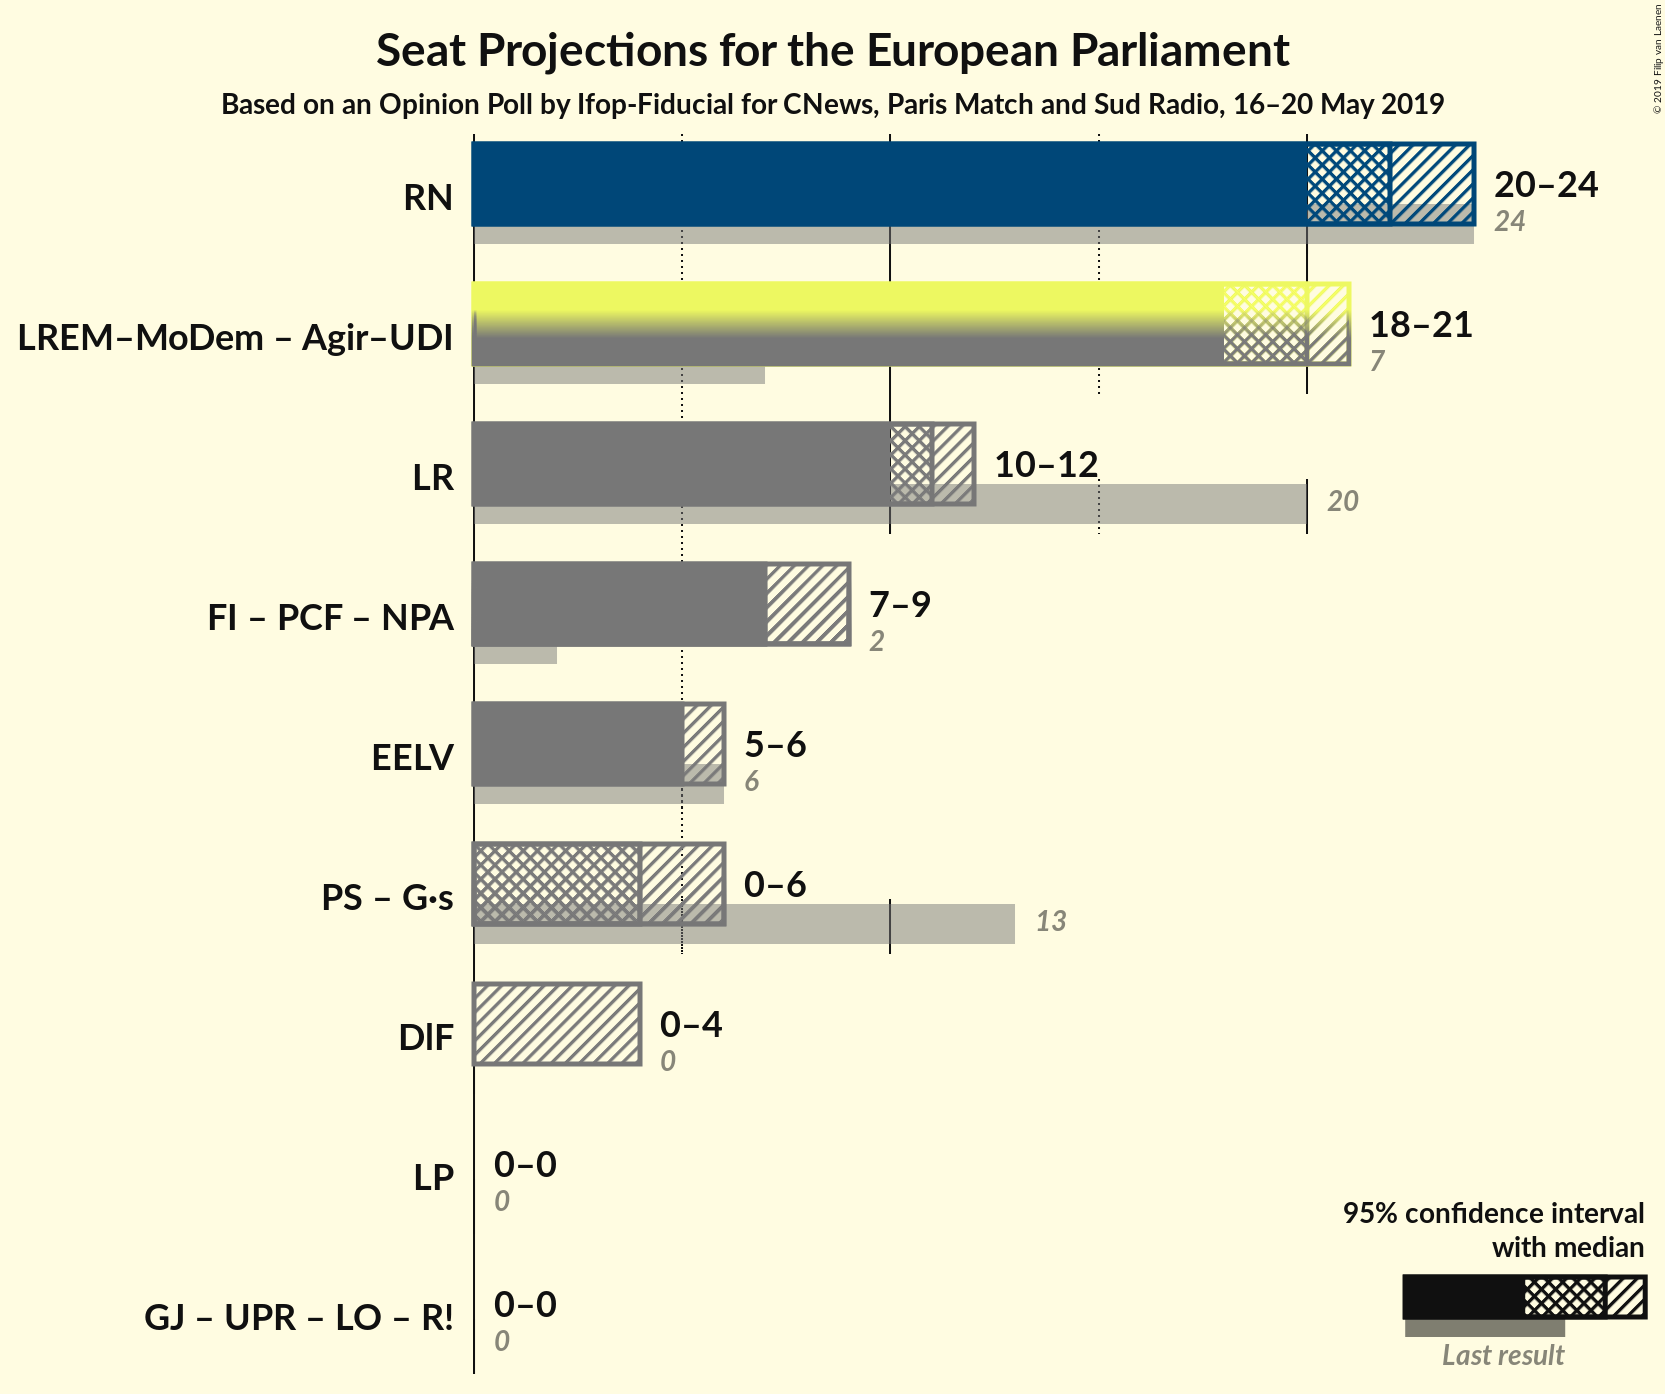 Seat Projections for the European Parliament
Based on an Opinion Poll by Ifop-Fiducial for CNews, Paris Match and Sud Radio, 16–20 May 2019
© 2019 Filip van Laenen
RN
20–24
24
LREM–MoDem – Agir–UDI
18–21
7
LR
10–12
20
FI – PCF – NPA
7–9
2
EELV
5–6
6
PS – G·s
0–6
13
DlF
0–4
0
LP
0–0
0
GJ – UPR – LO – R!
0–0
0
95% confidence interval
with median
Last result